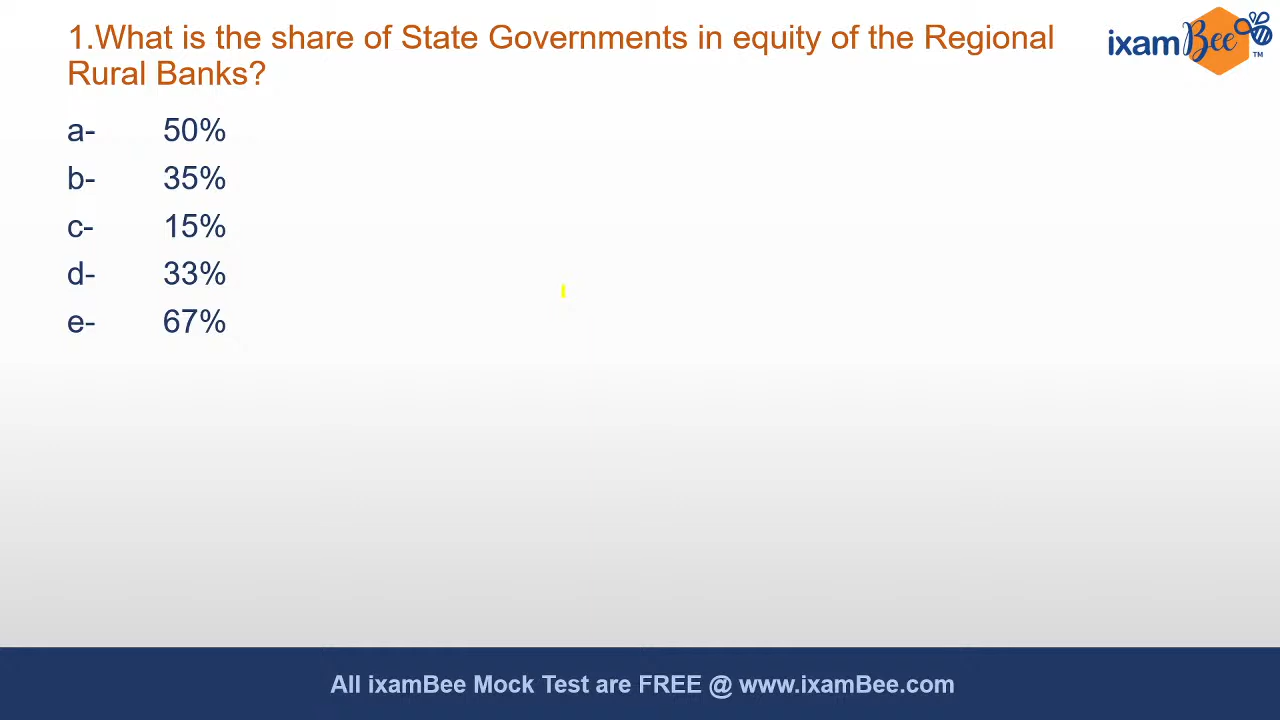 1.What is the share of State Governments in equity of the Regional
Rural Banks?
ixamBee
TM
a- 50%
b- 35%
c- 15%
d- 33%
e- 67%
All ixamBee Mock Test are FREE @ www.ixamBee.com